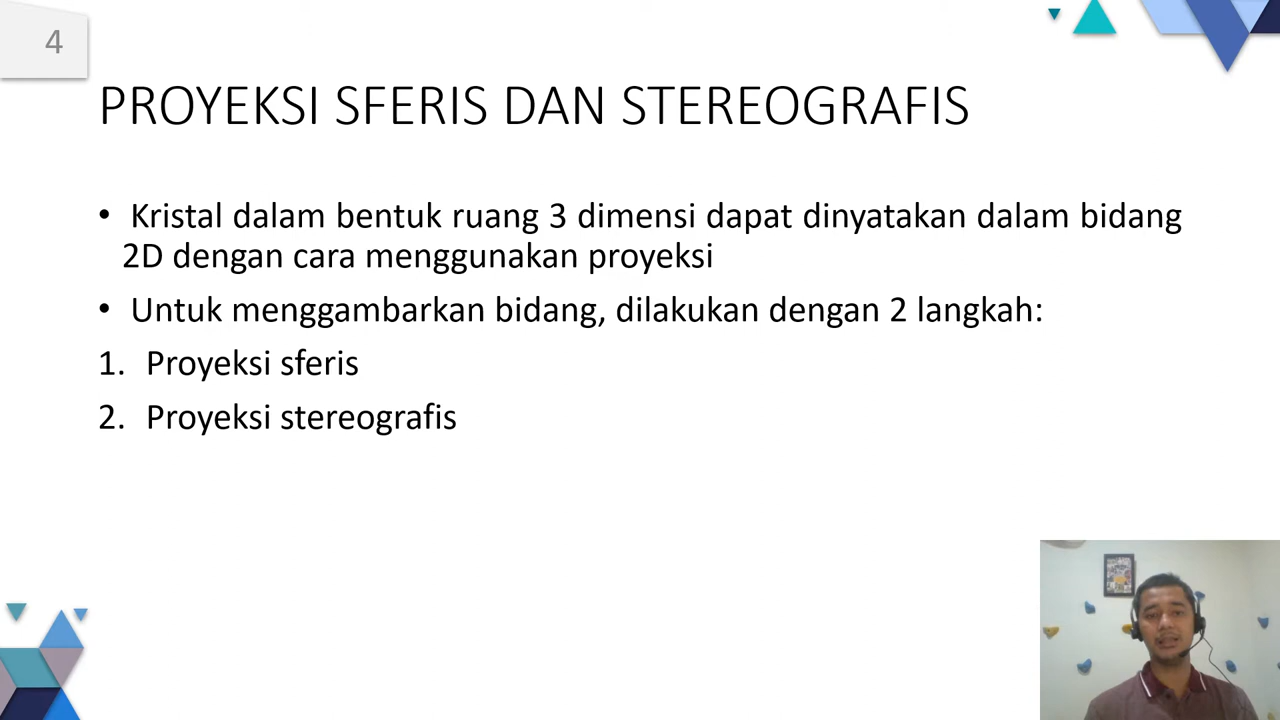 4
PROYEKSI SFERIS DAN STEREOGRAFIS
• Kristal dalam bentuk ruang 3 dimensi dapat dinyatakan dalam bidang
2D dengan cara menggunakan proyeksi
• Untuk menggambarkan bidang, dilakukan dengan 2 langkah:
1. Proyeksi sferis
2. Proyeksi stereografis